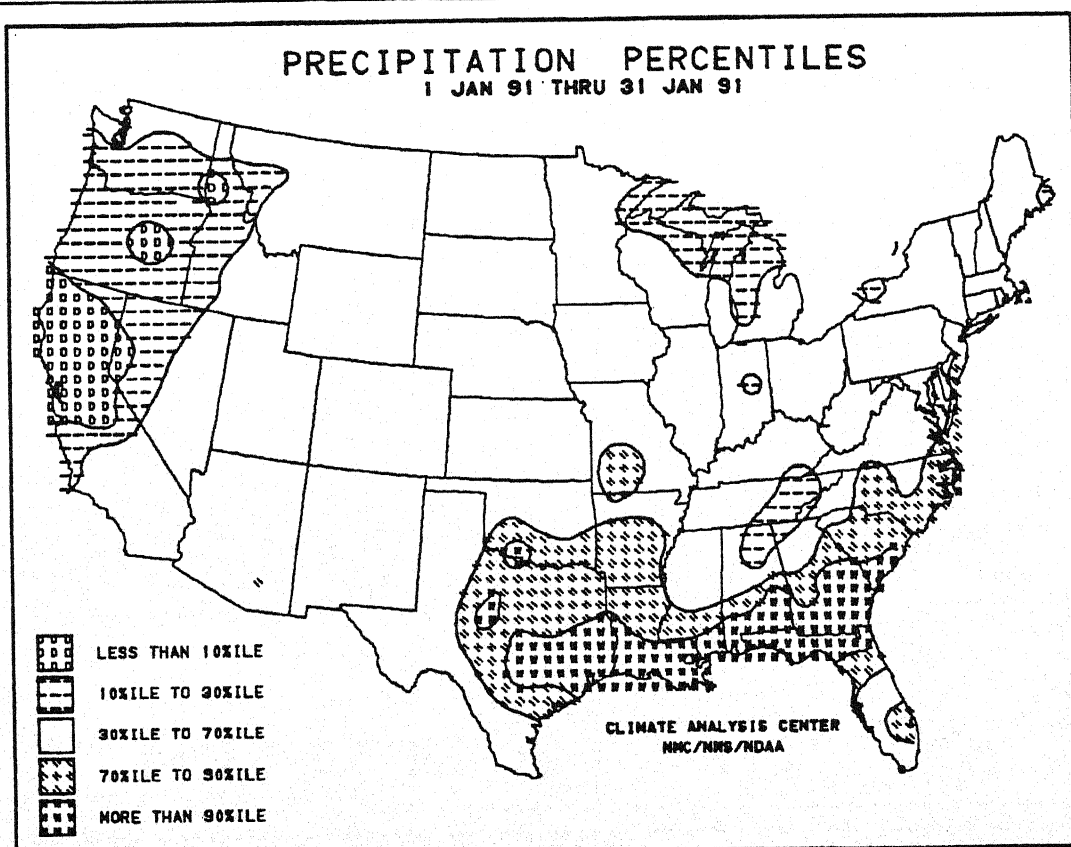 PRECIPITATION PERCENTILES
1 JAN 91 THRU 31 JAN 91
LESS THAN 10%ILE
10%ILE TO 30%ILE
30%ILE TO 70%ILE
70%ILE TO 90%ILE
MORE THAN 90%ILE
CLIMATE ANALYSIS CENTER
NMC/NWS/NOAA